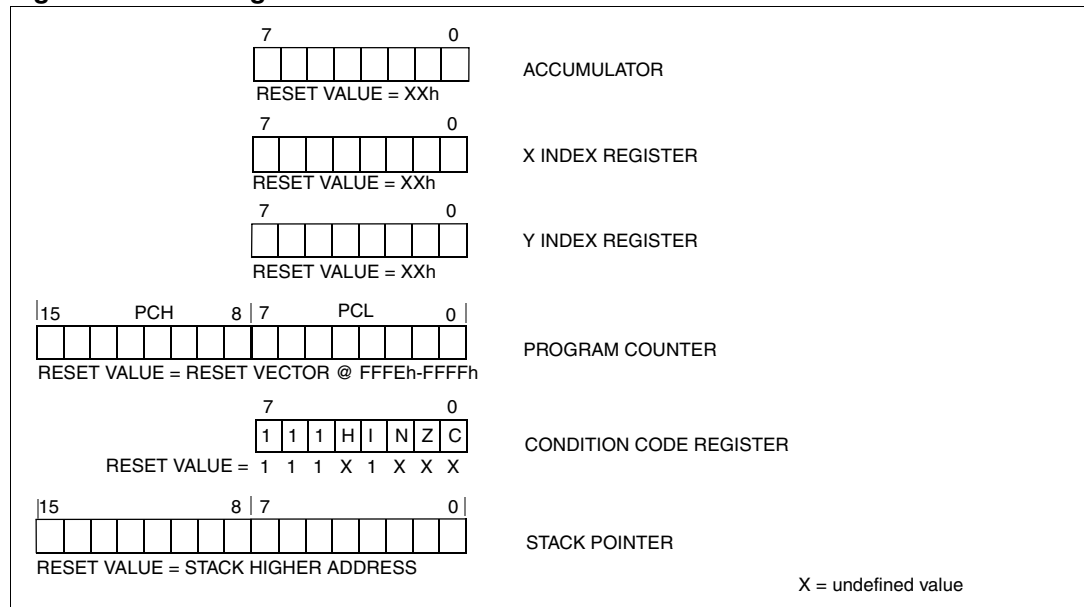 7 0
ACCUMULATOR
RESET VALUE = XXh
7 0
X INDEX REGISTER
RESET VALUE = XXh
7 0
Y INDEX REGISTER
RESET VALUE = XXh
15 PCH 8 7 PCL 0
PROGRAM COUNTER
RESET VALUE = RESET VECTOR @ FFFEh-FFFFh
7 0
1 1 1 H I N Z C
CONDITION CODE REGISTER
RESET VALUE = 1 1 1 X 1 X X X
15 8 7 0
STACK POINTER
RESET VALUE = STACK HIGHER ADDRESS
X = undefined value